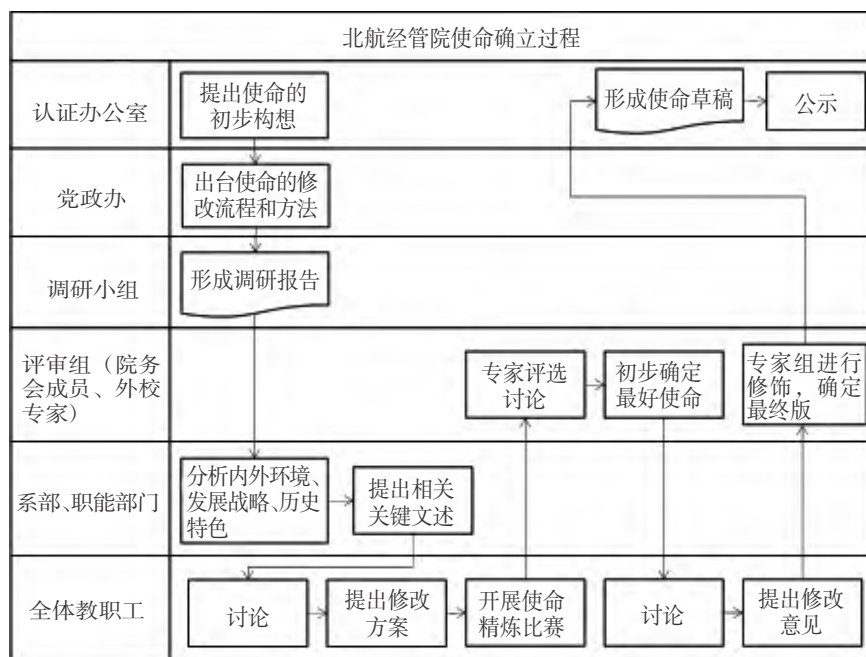 北航经管院使命确立过程
认证办公室
提出使命的
初步构想
形成使命草稿
公示
党政办
出台使命的修
改流程和方法
调研小组
形成调研报告
评审组（院务
会成员、外校
专家）
专家评选
讨论
初步确定
最好使命
专家组进行
修饰，确定
最终版
系部、职能部门
分析内外环境、
发展战略、历史
特色
提出相关
关键文述
全体教职工
讨论
提出修改
方案
开展使命
精炼比赛
讨论
提出修改
意见